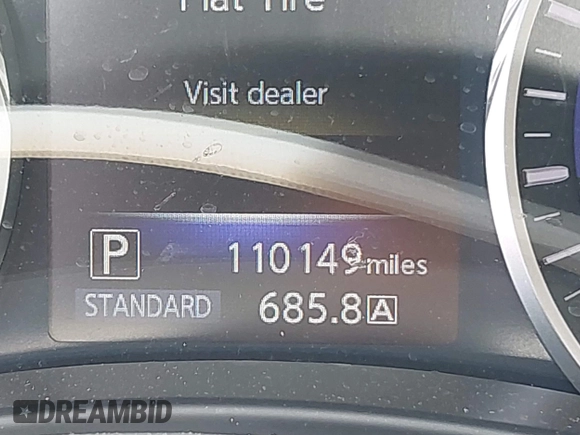 Flat Tire
Visit dealer
P 110149 miles
STANDARD 685.8 A
DREAMBID